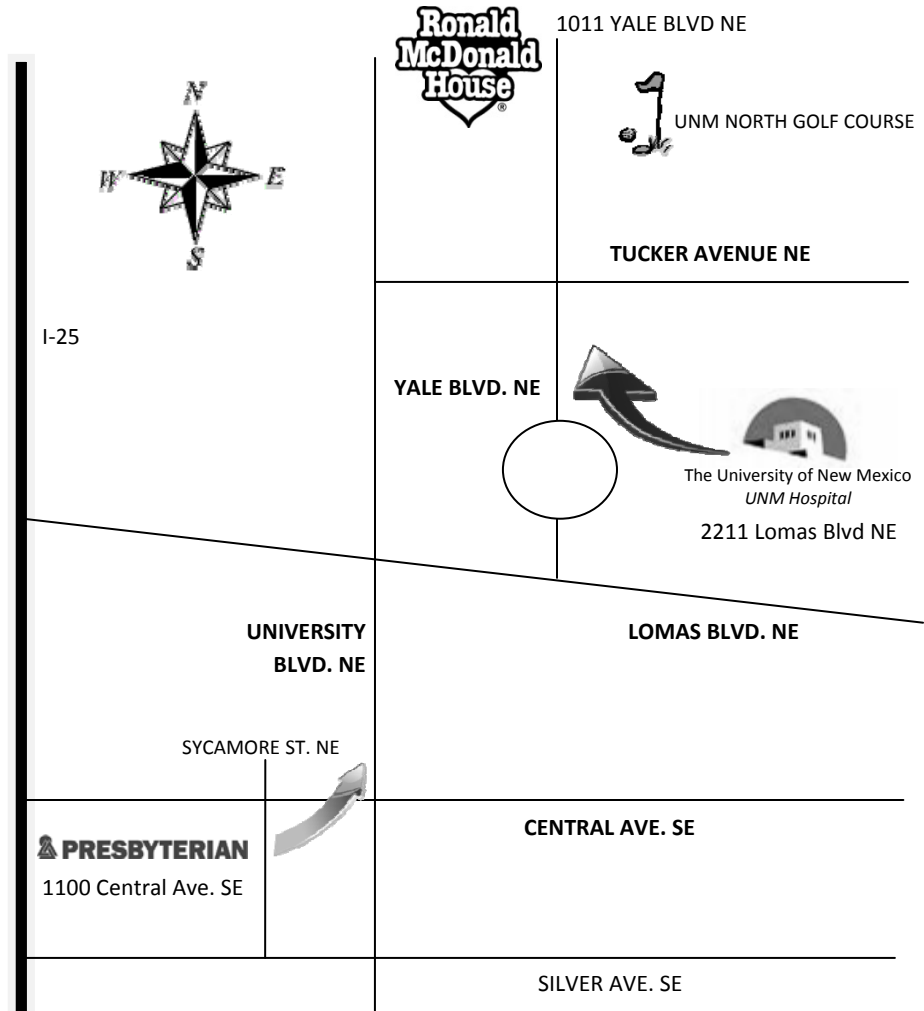 Ronald
McDonald
House
®
1011 YALE BLVD NE
N
W
E
S
UNM NORTH GOLF COURSE
TUCKER AVENUE NE
I-25
YALE BLVD. NE
The University of New Mexico
UNM Hospital
2211 Lomas Blvd NE
UNIVERSITY
BLVD. NE
LOMAS BLVD. NE
SYCAMORE ST. NE
CENTRAL AVE. SE
PRESBYTERIAN
1100 Central Ave. SE
SILVER AVE. SE